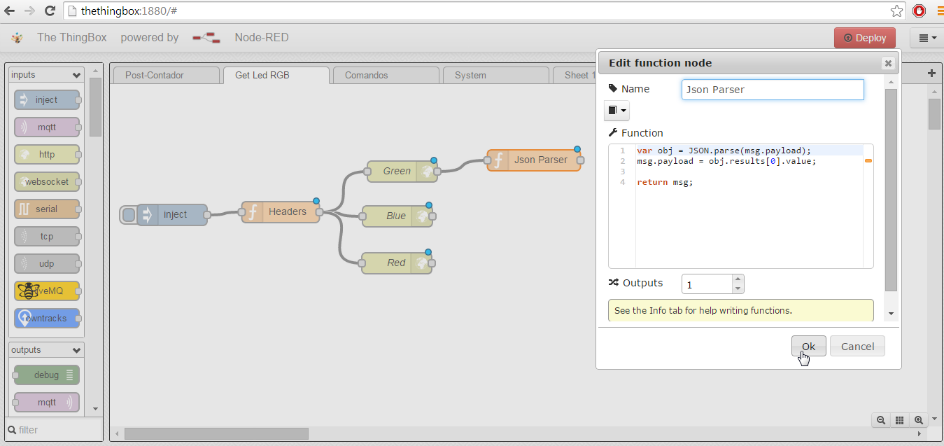 thethingbox:1880/#
The ThingBox powered by Node-RED
Deploy
inputs
inject
mqtt
http
websocket
serial
tcp
udp
outputs
debug
mqtt
filter
Post-Contador
Get Led RGB
Comandos
System
Sheet 1
inject
Headers
Green
Blue
Red
Json Parser
Edit function node
Name
Json Parser
Function
1 var obj = JSON.parse(msg.payload);
2 msg.payload = obj.results[0].value;
3
4 return msg;
Outputs
1
See the Info tab for help writing functions.
Ok
Cancel